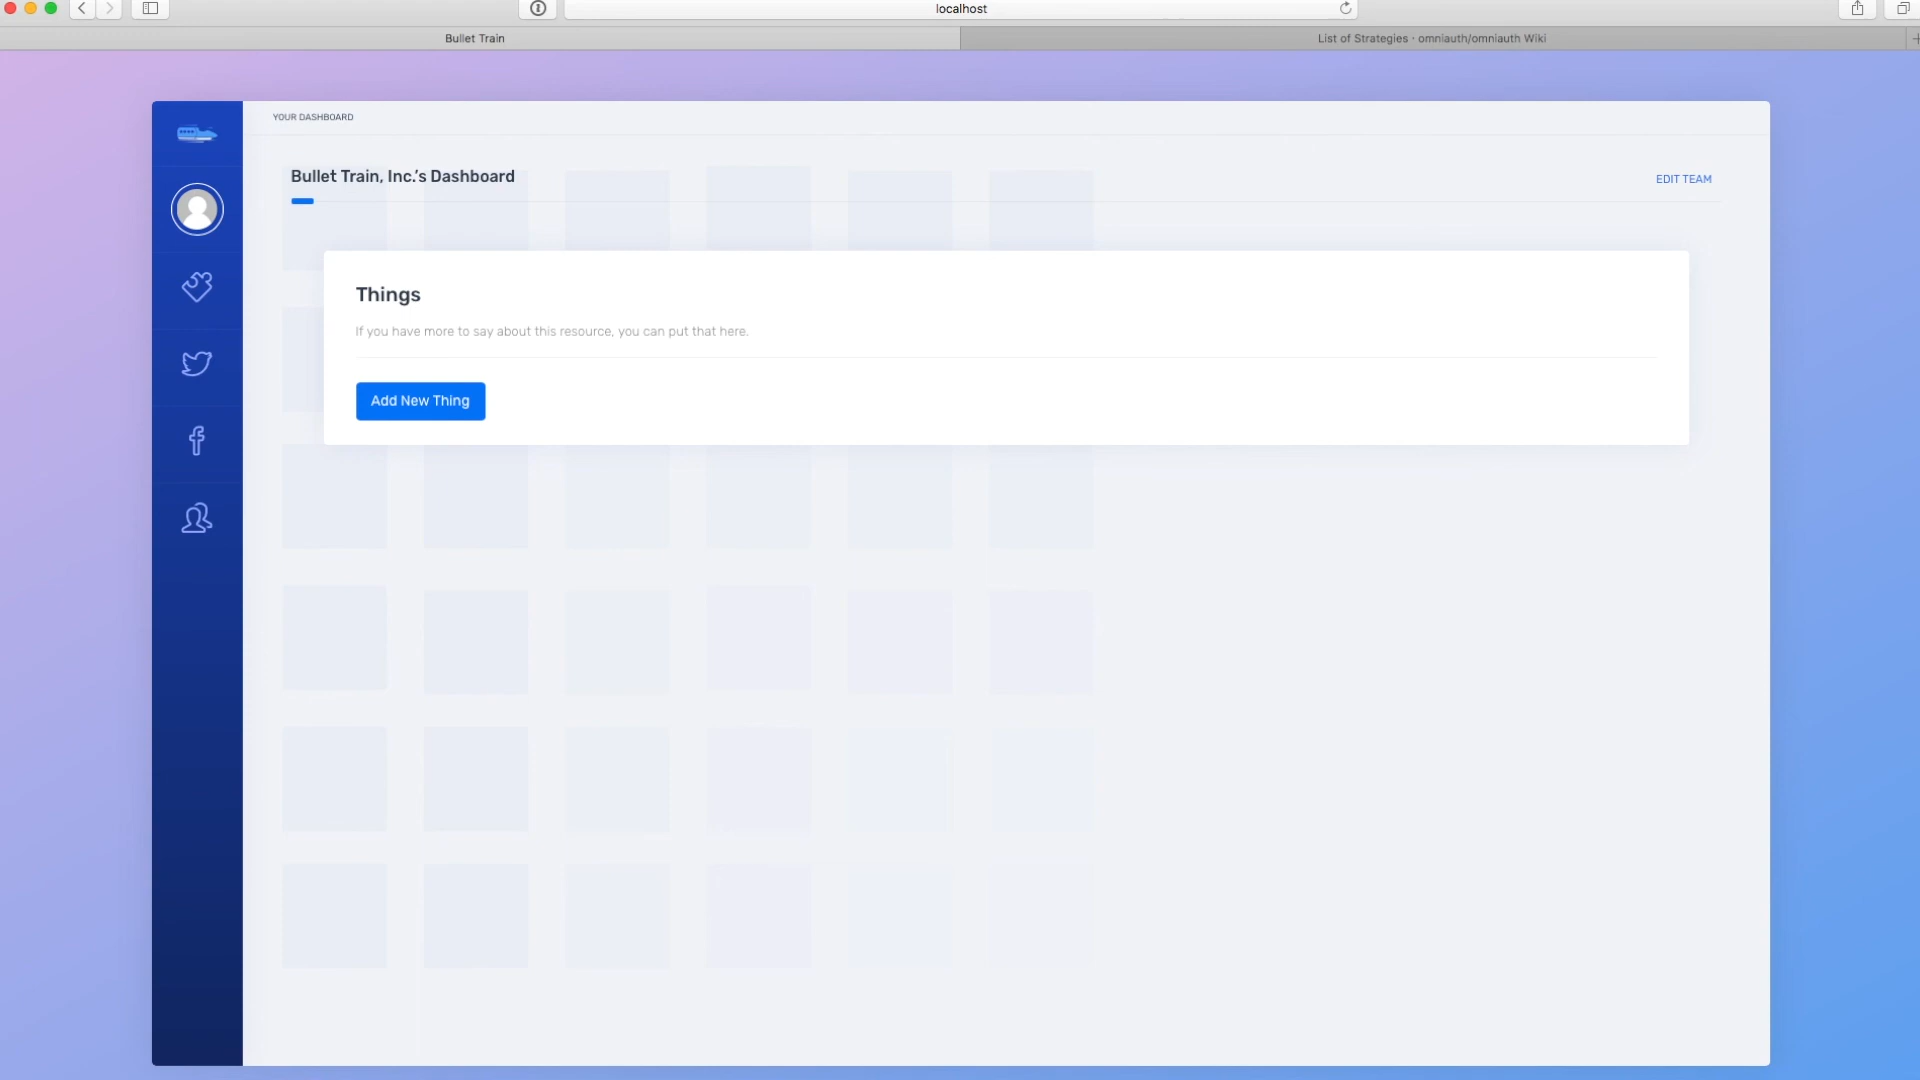 localhost
Bullet Train
List of Strategies · omniauth/omniauth Wiki
YOUR DASHBOARD
Bullet Train, Inc.’s Dashboard
EDIT TEAM
Things
If you have more to say about this resource, you can put that here.
Add New Thing